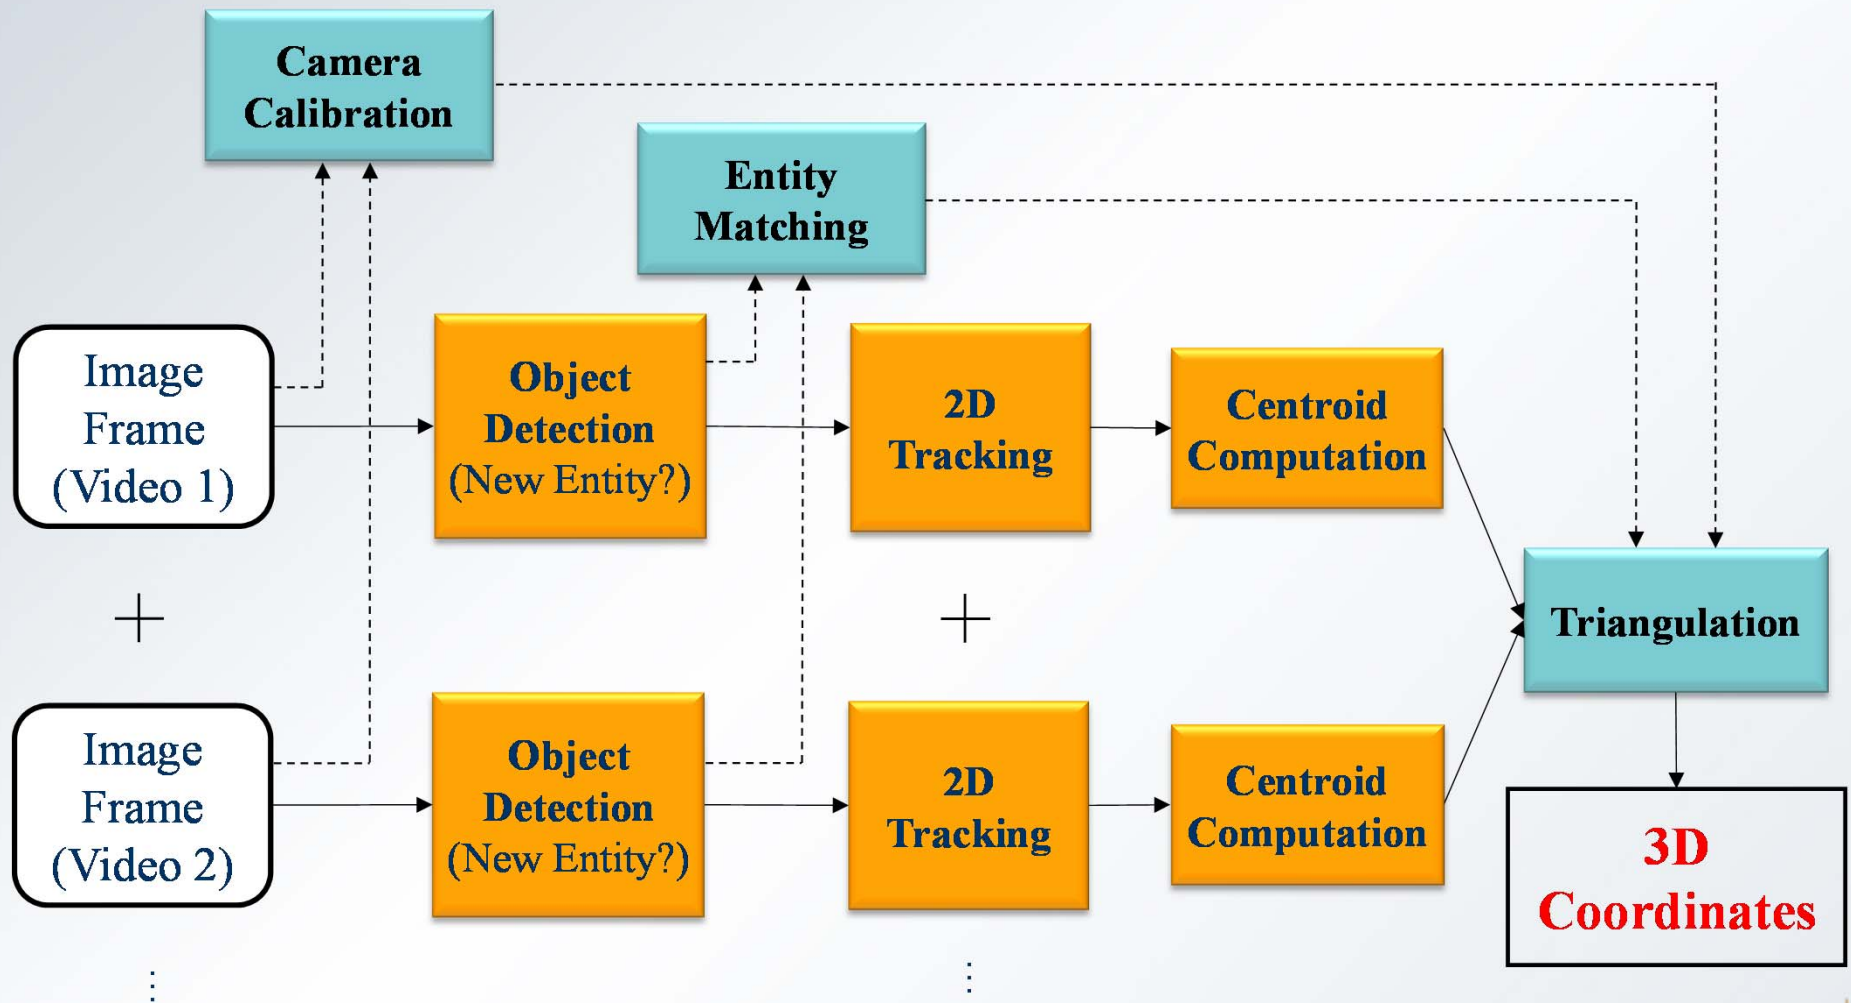 Camera
Calibration
Entity
Matching
Image
Frame
(Video 1)
Object
Detection
(New Entity?)
2D
Tracking
Centroid
Computation
+
+
Triangulation
Image
Frame
(Video 2)
Object
Detection
(New Entity?)
2D
Tracking
Centroid
Computation
3D
Coordinates
⋮
⋮